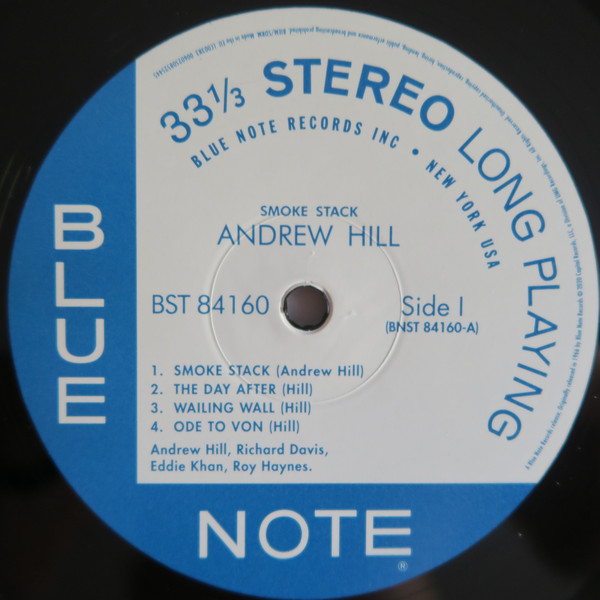 33⅓ STEREO LONG PLAYING
BLUE NOTE RECORDS INC • NEW YORK USA
SMOKE STACK
ANDREW HILL
BST 84160
Side I
(BNST 84160-A)
1. SMOKE STACK (Andrew Hill)
2. THE DAY AFTER (Hill)
3. WAILING WALL (Hill)
4. ODE TO VON (Hill)
Andrew Hill, Richard Davis,
Eddie Khan, Roy Haynes.
BLUE
NOTE®